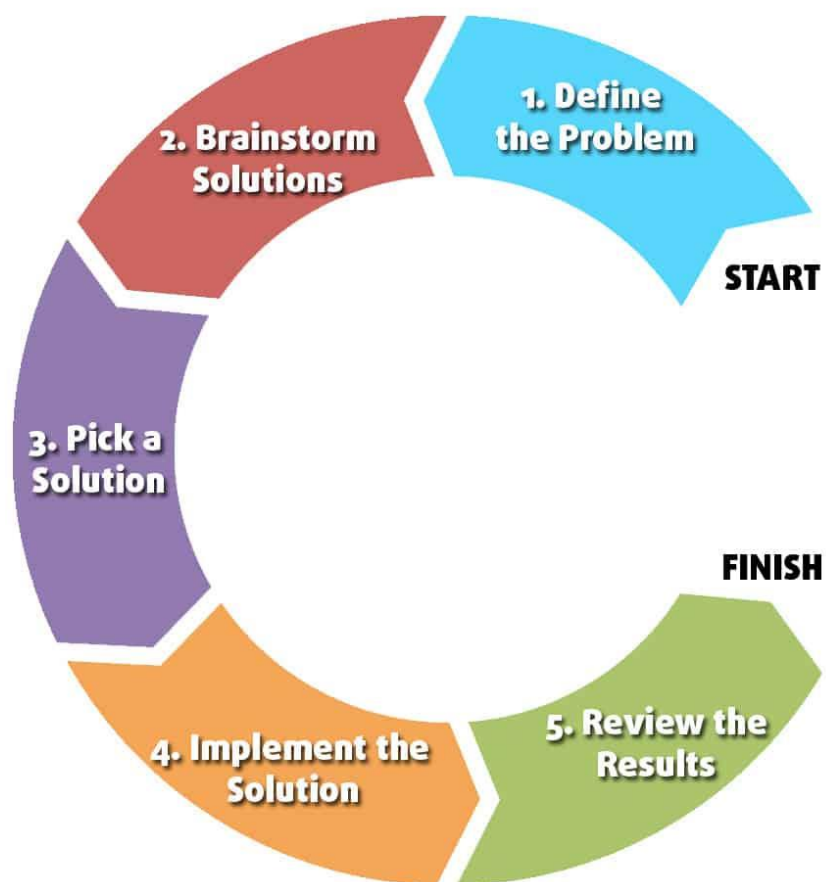 START
1. Define
the Problem
2. Brainstorm
Solutions
3. Pick a
Solution
4. Implement the
Solution
5. Review the
Results
FINISH